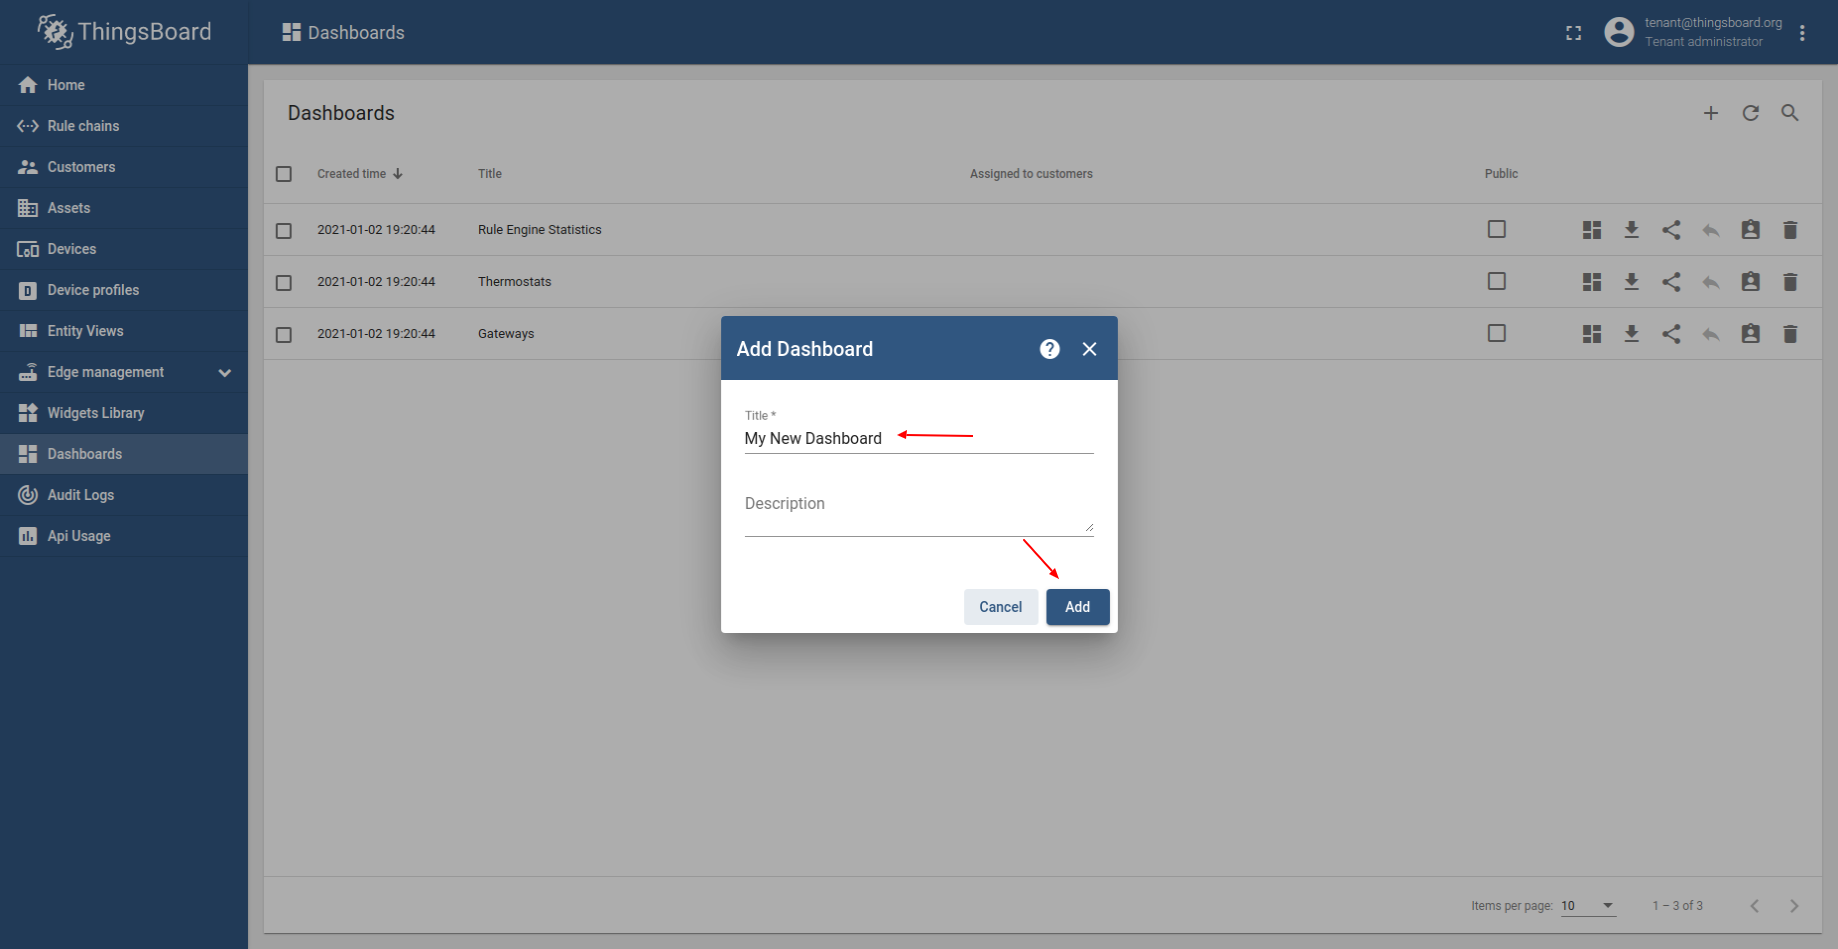 ThingsBoard
Dashboards
tenant@thingsboard.org
Tenant administrator
Home
Rule chains
Customers
Assets
Devices
Device profiles
Entity Views
Edge management
Widgets Library
Dashboards
Audit Logs
Api Usage
Dashboards
Created time Title Assigned to customers Public
2021-01-02 19:20:44 Rule Engine Statistics
2021-01-02 19:20:44 Thermostats
2021-01-02 19:20:44 Gateways
Add Dashboard
Title *
My New Dashboard
Description
Cancel Add
Items per page: 10 1 – 3 of 3